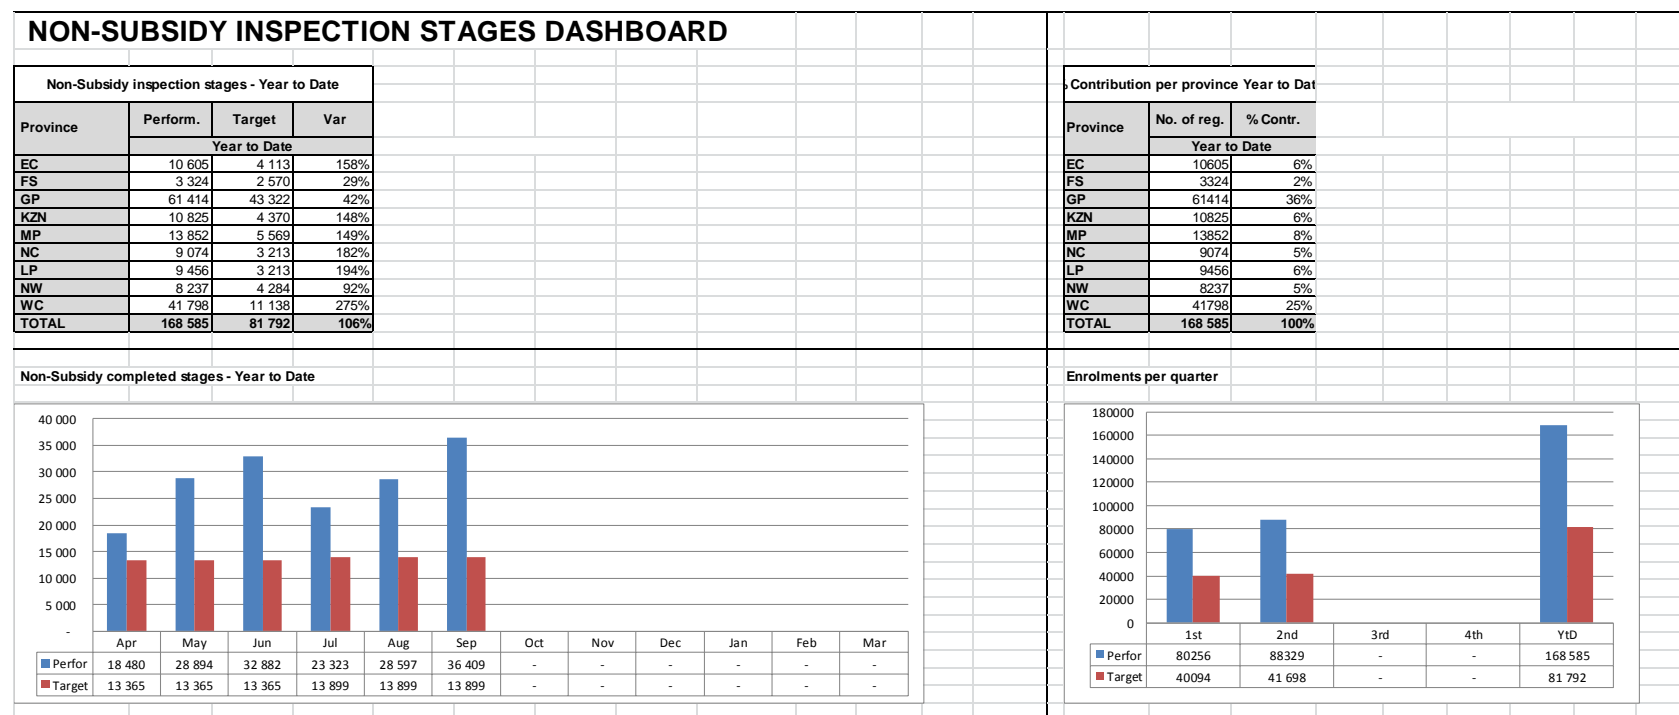 NON-SUBSIDY INSPECTION STAGES DASHBOARD
Non-Subsidy inspection stages - Year to Date
Province Perform. Target Var
Year to Date
EC 10 605 4 113 158%
FS 3 324 2 570 29%
GP 61 414 43 322 42%
KZN 10 825 4 370 148%
MP 13 852 5 569 149%
NC 9 074 3 213 182%
LP 9 456 3 213 194%
NW 8 237 4 284 92%
WC 41 798 11 138 275%
TOTAL 168 585 81 792 106%
Contribution per province Year to Dat
Province No. of reg. % Contr.
Year to Date
EC 10605 6%
FS 3324 2%
GP 61414 36%
KZN 10825 6%
MP 13852 8%
NC 9074 5%
LP 9456 6%
NW 8237 5%
WC 41798 25%
TOTAL 168 585 100%
Non-Subsidy completed stages - Year to Date
40 000
35 000
30 000
25 000
20 000
15 000
10 000
5 000
-
Apr May Jun Jul Aug Sep Oct Nov Dec Jan Feb Mar
Perfor 18 480 28 894 32 882 23 323 28 597 36 409 - - - - - -
Target 13 365 13 365 13 365 13 899 13 899 13 899 - - - - - -
Enrolments per quarter
180000
160000
140000
120000
100000
80000
60000
40000
20000
0
1st 2nd 3rd 4th YtD
Perfor 80256 88329 - - 168 585
Target 40094 41 698 - - 81 792